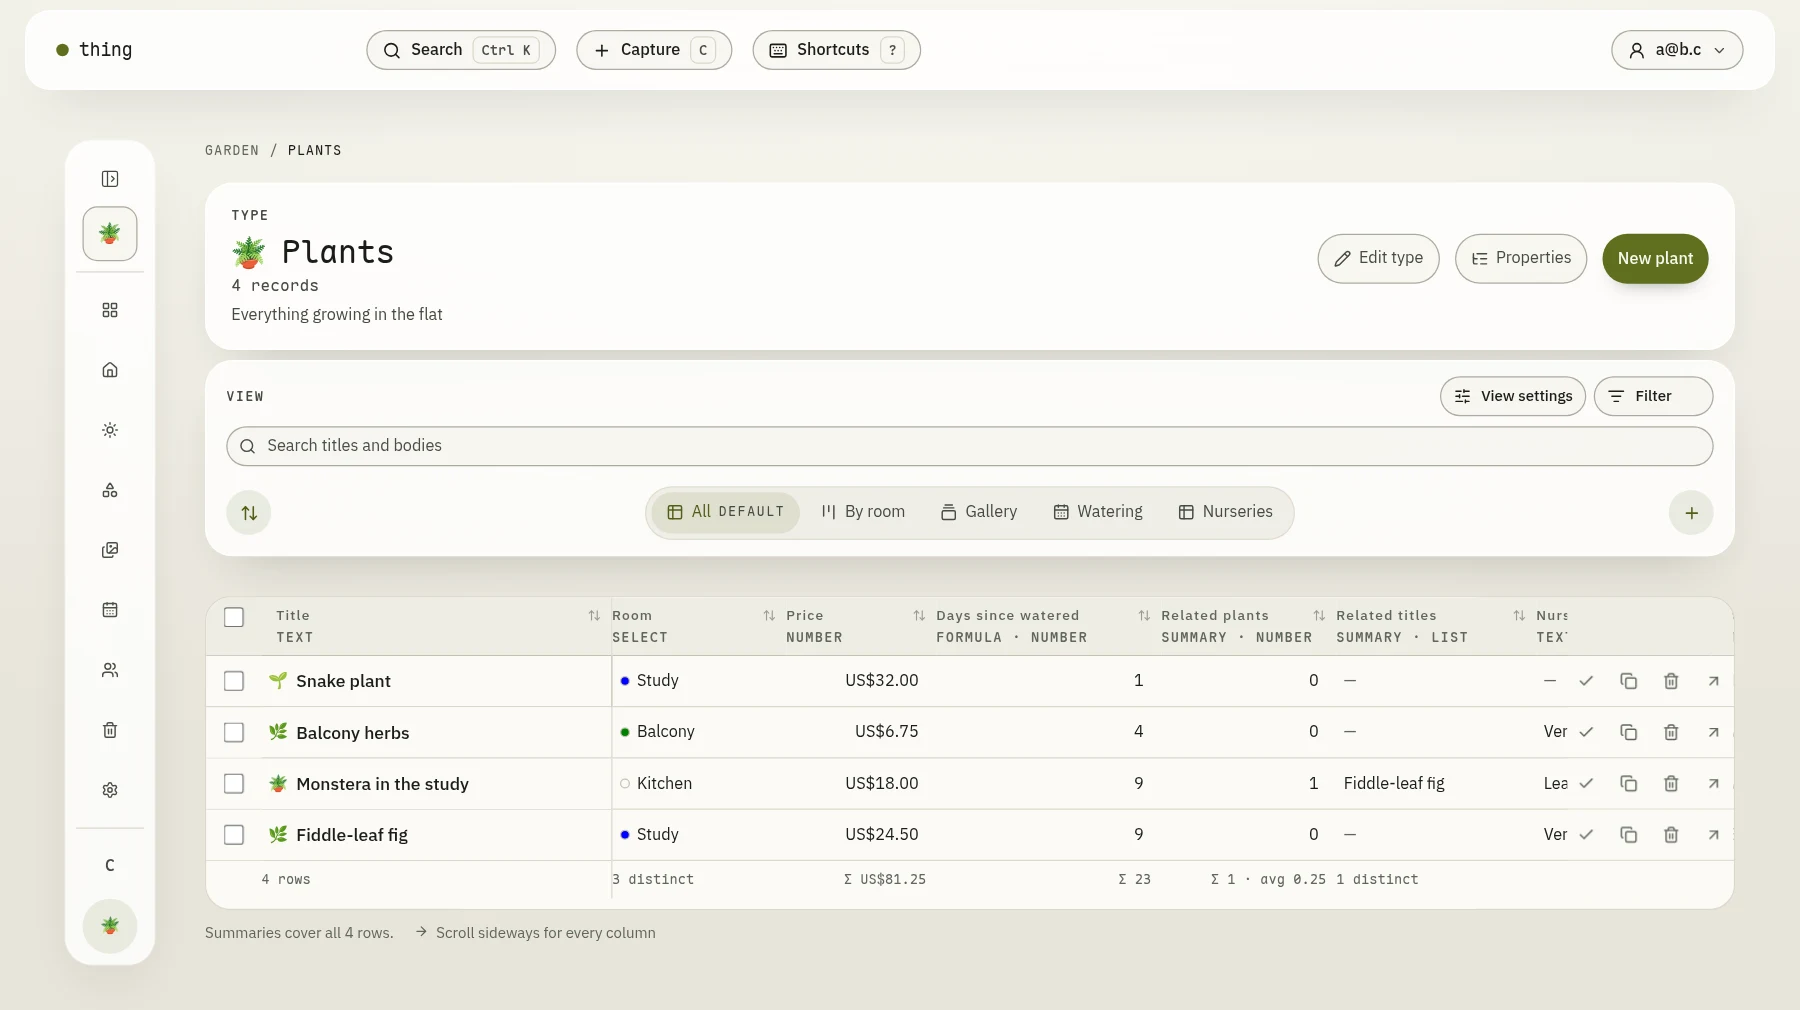 thing
Search Ctrl K
Capture C
Shortcuts ?
a@b.c
GARDEN / PLANTS
TYPE
Plants
4 records
Everything growing in the flat
Edit type
Properties
New plant
VIEW
View settings
Filter
Search titles and bodies
All DEFAULT
By room
Gallery
Watering
Nurseries
Title Room Price Days since watered Related plants Related titles Nurs
TEXT SELECT NUMBER FORMULA · NUMBER SUMMARY · NUMBER SUMMARY · LIST TEX
Snake plant Study US$32.00 1 0 — —
Balcony herbs Balcony US$6.75 4 0 — Ver
Monstera in the study Kitchen US$18.00 9 1 Fiddle-leaf fig Lea
Fiddle-leaf fig Study US$24.50 9 0 — Ver
4 rows 3 distinct Σ US$81.25 Σ 23 Σ 1 · avg 0.25 1 distinct
C
Summaries cover all 4 rows. → Scroll sideways for every column